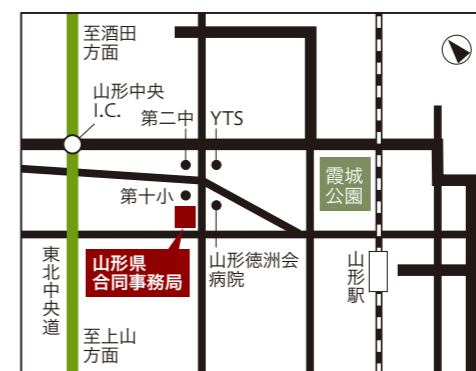 至酒田
方面
山形中央
I.C.
第二中
YTS
霞城
公園
第十小
山形県
合同事務局
山形徳洲会
病院
山形駅
東北中央道
至上山
方面